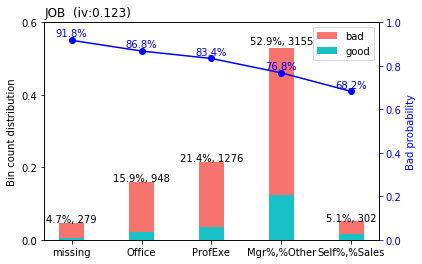 JOB (iv:0.123)
0.6
0.4
0.2
0.0
Bin count distribution
1.0
0.8
0.6
0.4
0.2
0.0
Bad probability
bad
good
91.8%
86.8%
83.4%
76.8%
68.2%
4.7%, 279
15.9%, 948
21.4%, 1276
52.9%, 3155
5.1%, 302
missing
Office
ProfExe
Mgr%,%Other
Self%,%Sales